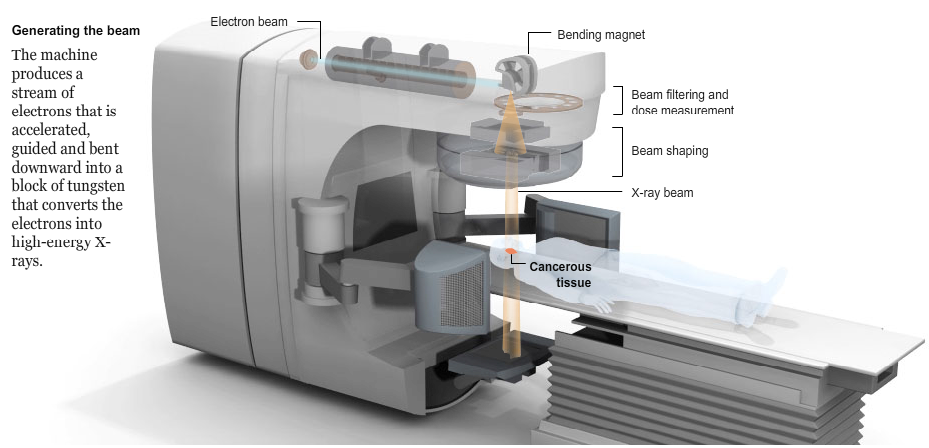 Generating the beam
The machine
produces a
stream of
electrons that is
accelerated,
guided and bent
downward into a
block of tungsten
that converts the
electrons into
high-energy X-
rays.
Electron beam
Bending magnet
Beam filtering and
dose measurement
Beam shaping
X-ray beam
Cancerous
tissue